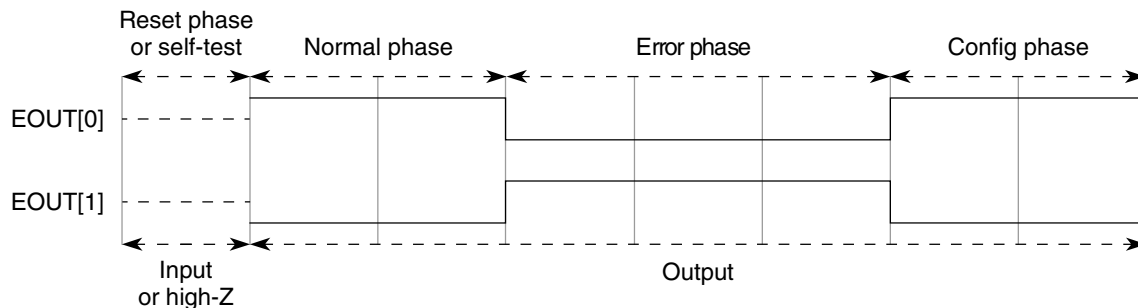 Reset phase
or self-test
Normal phase
Error phase
Config phase
EOUT[0]
EOUT[1]
Input
or high-Z
Output